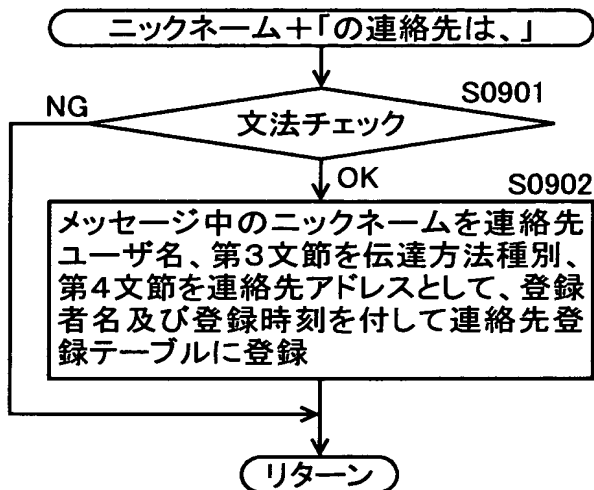 ニックネーム+「の連絡先は、」
S0901
NG
文法チェック
OK
S0902
メッセージ中のニックネームを連絡先
ユーザ名、第3文節を伝達方法種別、
第4文節を連絡先アドレスとして、登録
者名及び登録時刻を付して連絡先登
録テーブルに登録
リターン